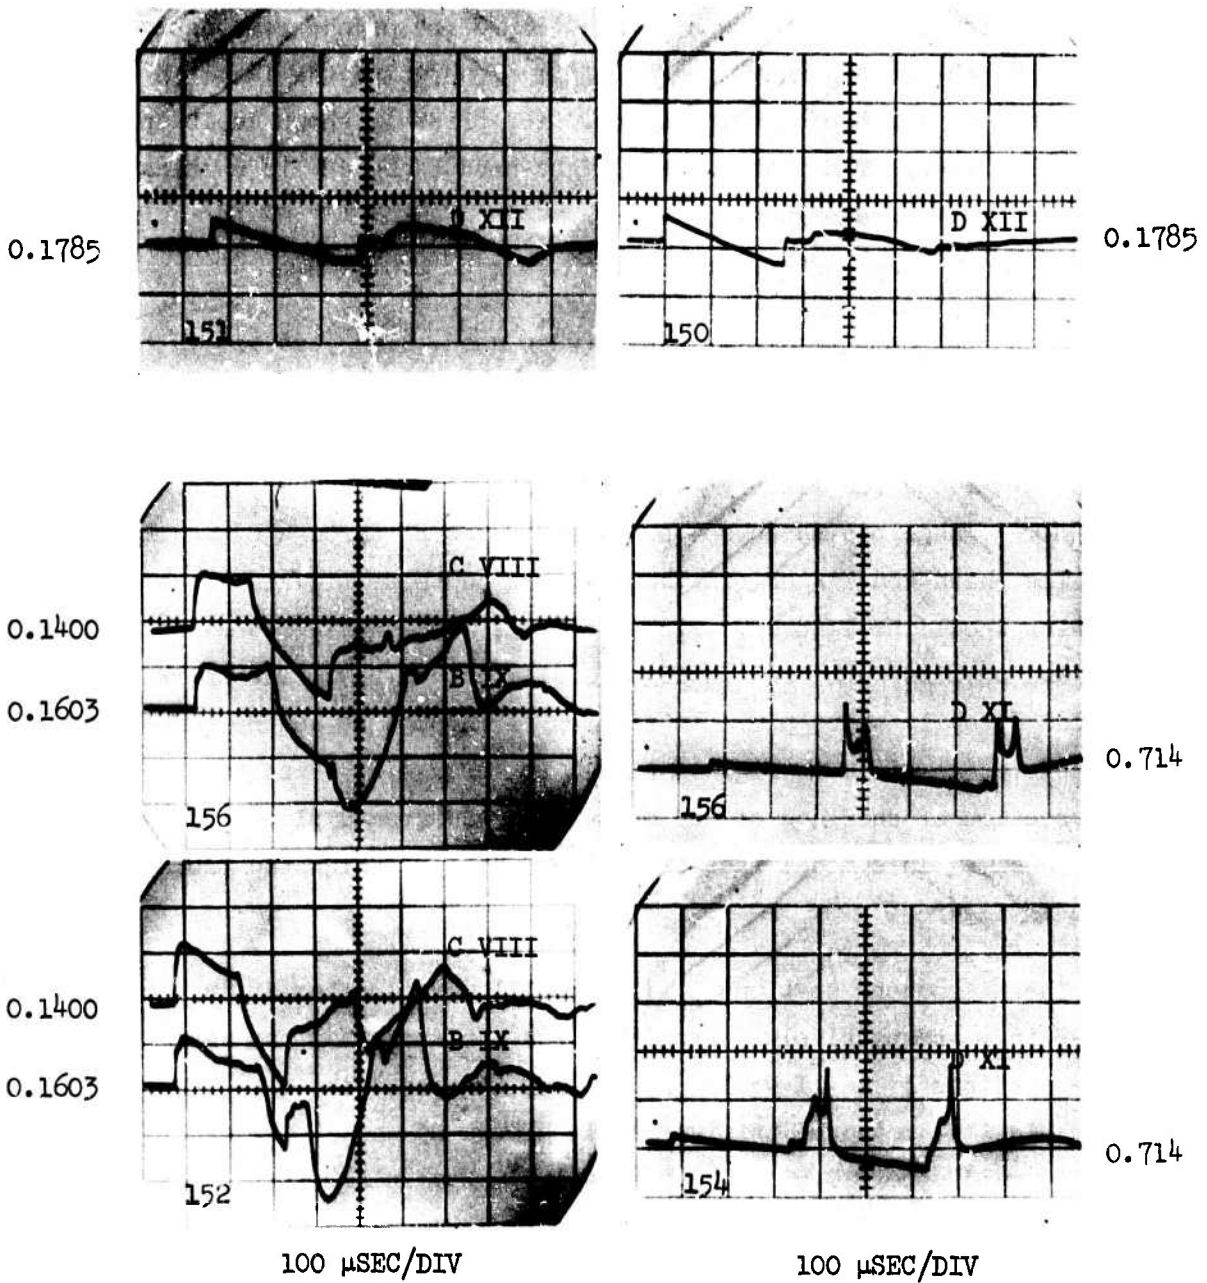 0.1785
XII
151
D XII
150
0.1785
C VIII
0.1400
B IX
0.1603
156
D XI
0.714
156
C VIII
0.1400
B IX
0.1603
152
D XI
0.714
154
100 μSEC/DIV
100 μSEC/DIV